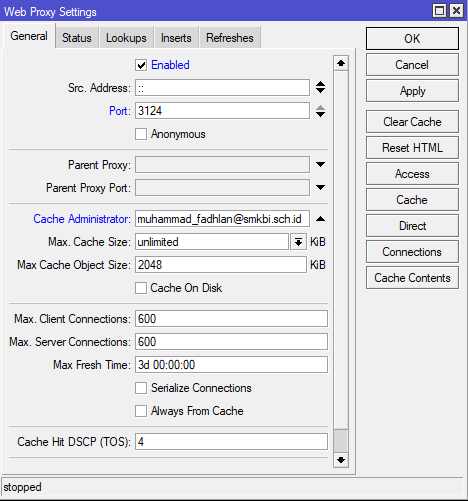 Web Proxy Settings
General Status Lookups Inserts Refreshes
Enabled
Src. Address: ::
Port: 3124
Anonymous
Parent Proxy:
Parent Proxy Port:
Cache Administrator: muhammad_fadhlan@smkbi.sch.id
Max. Cache Size: unlimited KiB
Max Cache Object Size: 2048 KiB
Cache On Disk
Max. Client Connections: 600
Max. Server Connections: 600
Max Fresh Time: 3d 00:00:00
Serialize Connections
Always From Cache
Cache Hit DSCP (TOS): 4
OK
Cancel
Apply
Clear Cache
Reset HTML
Access
Cache
Direct
Connections
Cache Contents
stopped